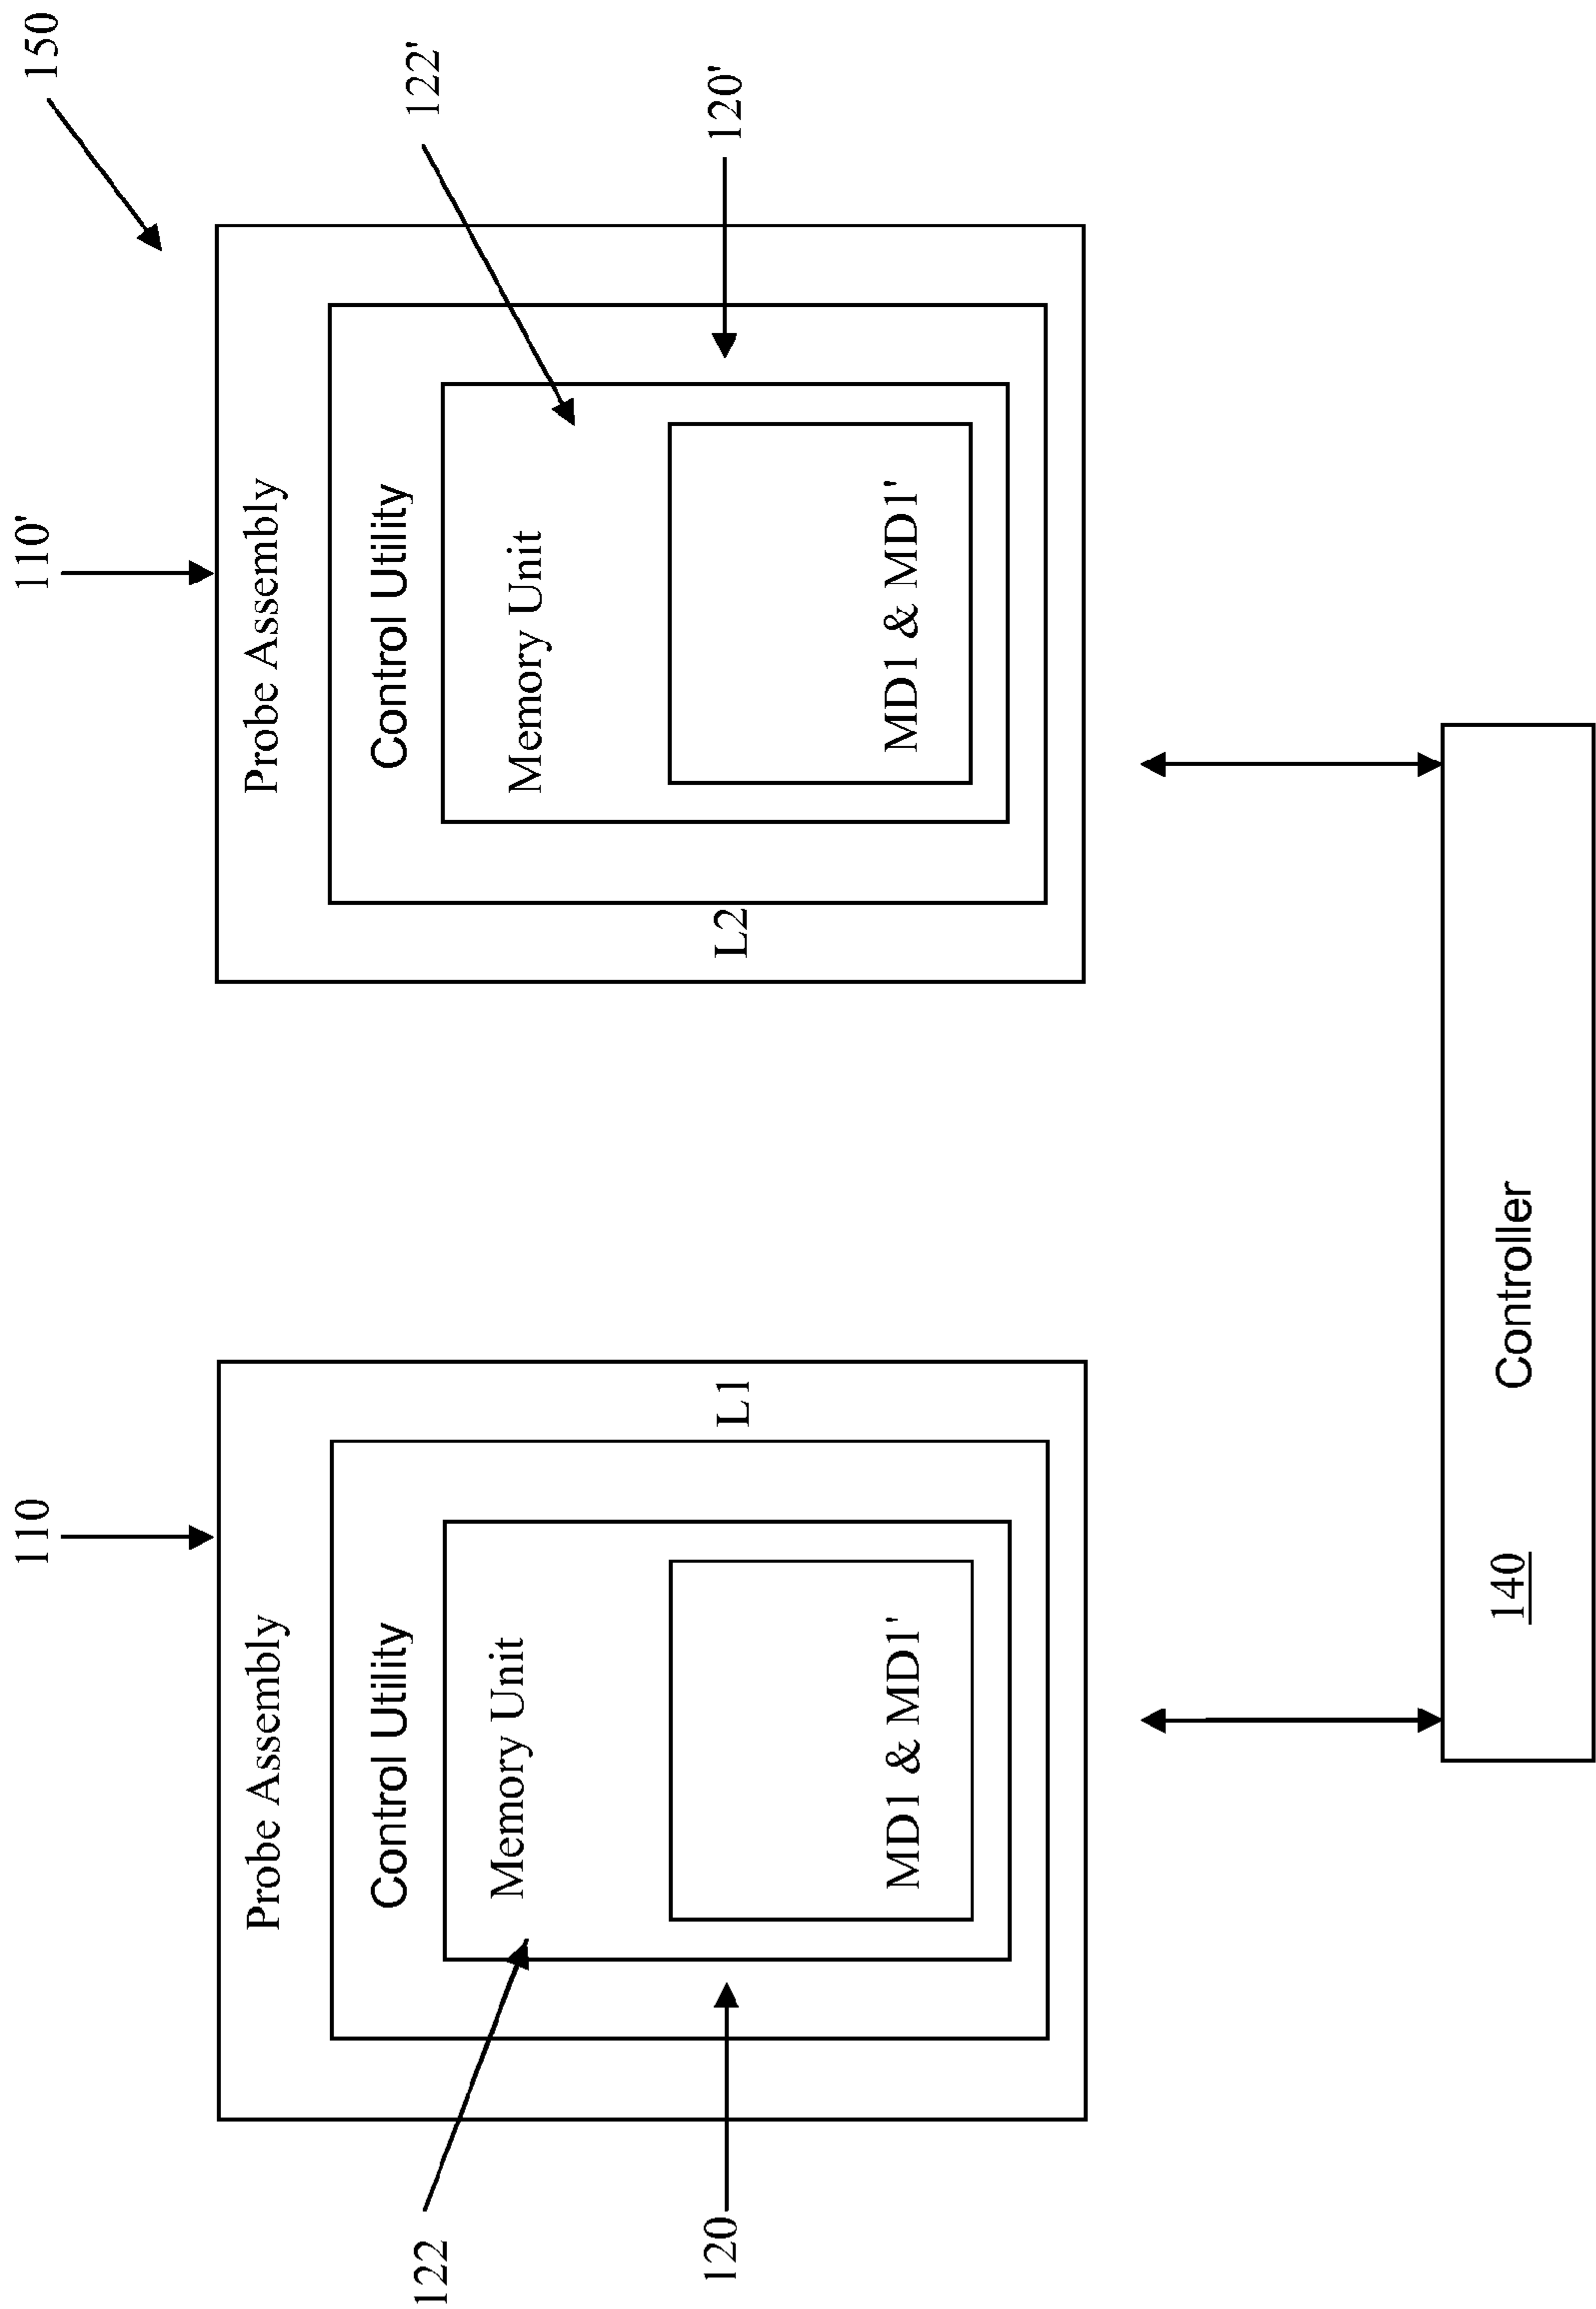 150
110
110'
Probe Assembly
Probe Assembly
122'
Control Utility
Control Utility
122
Memory Unit
Memory Unit
120
L1
L2
120'
MD1 & MD1'
MD1 & MD1'
140
Controller